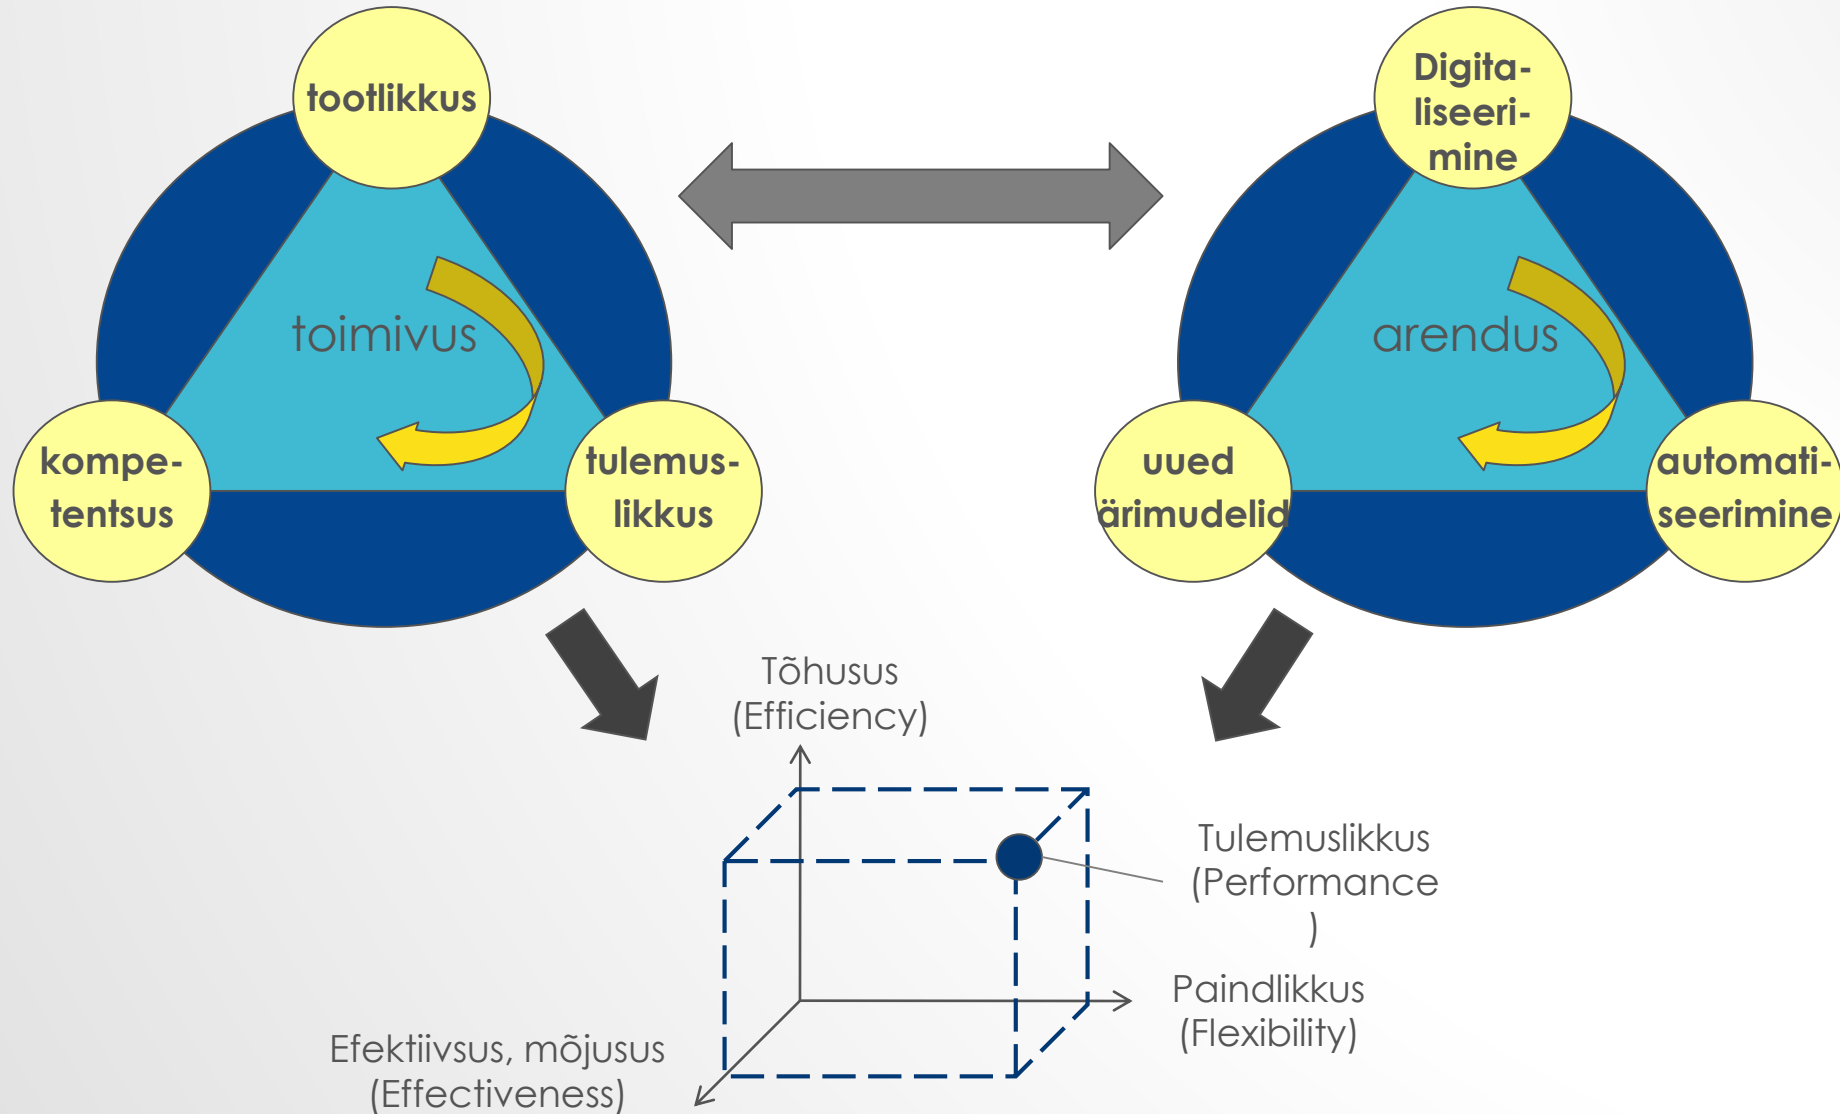 tootlikkus
toimivus
kompe-
tentsus
tulemus-
likkus
Digita-
liseeri-
mine
arendus
uued
ärimudelid
automati-
seerimine
Tõhusus
(Efficiency)
Tulemuslikkus
(Performance
)
Paindlikkus
(Flexibility)
Efektiivsus, mõjusus
(Effectiveness)